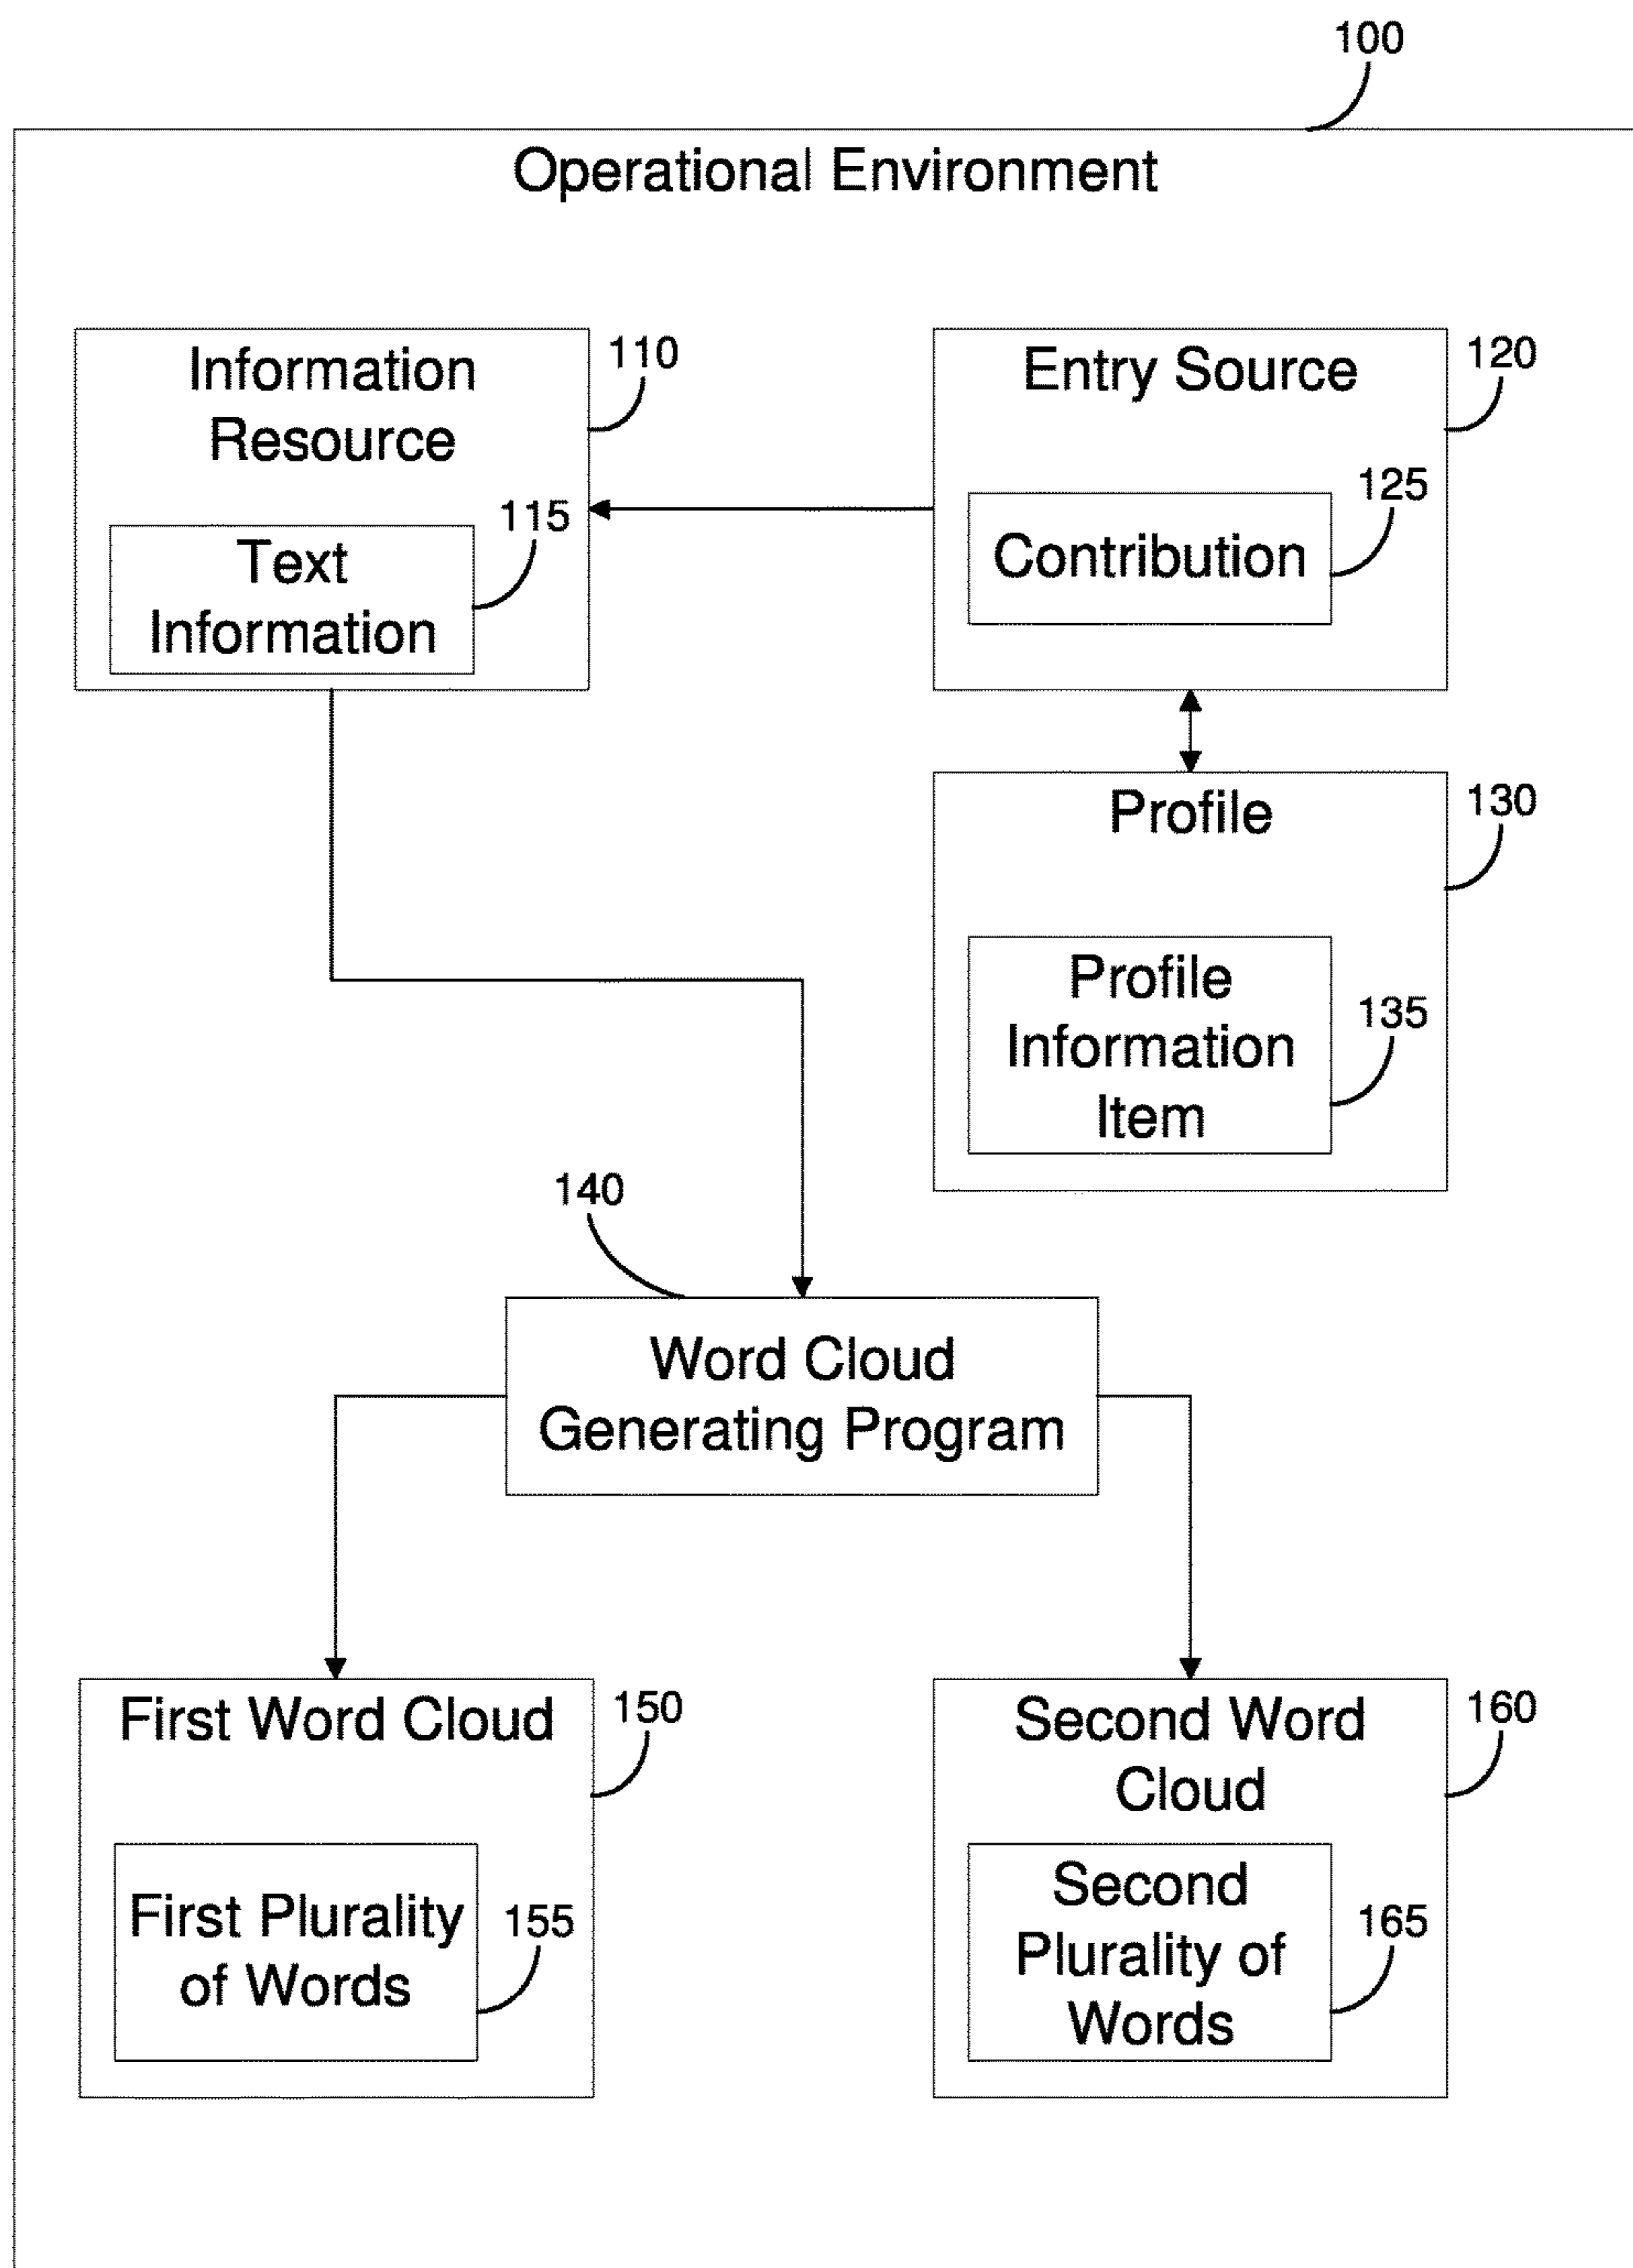 100
Operational Environment
Information
Resource
110
Text
Information
115
Entry Source
120
Contribution
125
Profile
130
Profile
Information
Item
135
140
Word Cloud
Generating Program
First Word Cloud
150
First Plurality
of Words
155
Second Word
Cloud
160
Second
Plurality of
Words
165